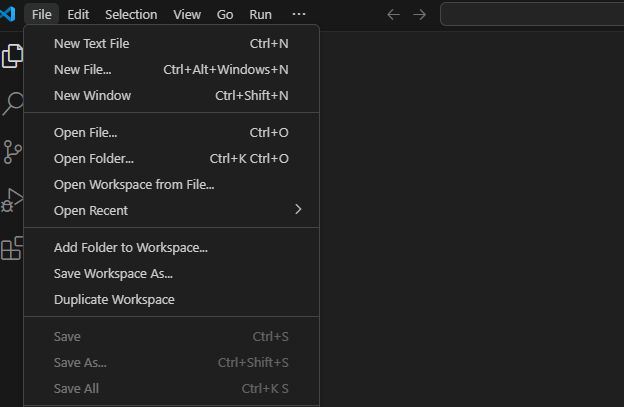 File Edit Selection View Go Run ···
New Text File Ctrl+N
New File... Ctrl+Alt+Windows+N
New Window Ctrl+Shift+N
Open File... Ctrl+O
Open Folder... Ctrl+K Ctrl+O
Open Workspace from File...
Open Recent
Add Folder to Workspace...
Save Workspace As...
Duplicate Workspace
Save Ctrl+S
Save As... Ctrl+Shift+S
Save All Ctrl+K S